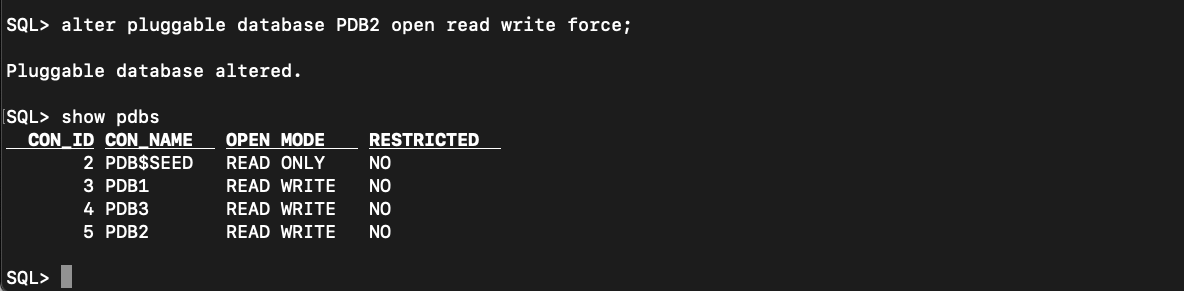 SQL> alter pluggable database PDB2 open read write force;
Pluggable database altered.
SQL> show pdbs
CON_ID CON_NAME OPEN MODE RESTRICTED
2 PDB$SEED READ ONLY NO
3 PDB1 READ WRITE NO
4 PDB3 READ WRITE NO
5 PDB2 READ WRITE NO
SQL>